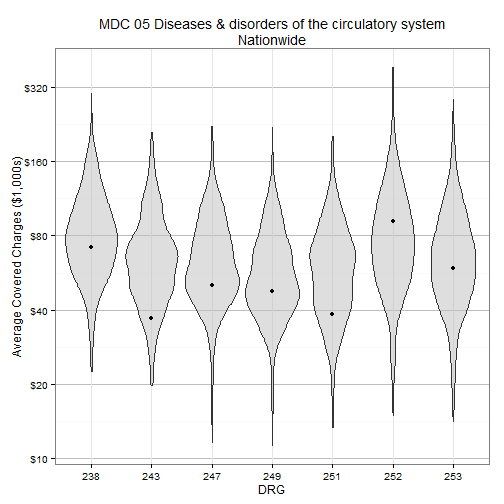 MDC 05 Diseases & disorders of the circulatory system
Nationwide
Average Covered Charges ($1,000s)
$320
$160
$80
$40
$20
$10
238 243 247 249 251 252 253
DRG